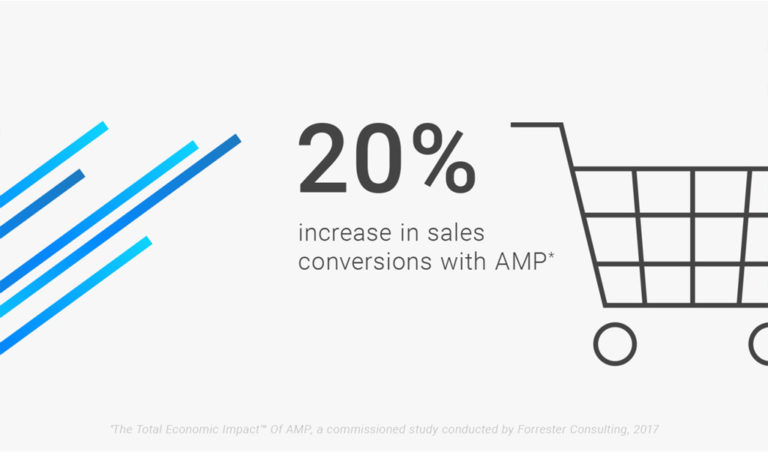 20%
increase in sales
conversions with AMP*
*The Total Economic Impact™ Of AMP, a commissioned study conducted by Forrester Consulting, 2017